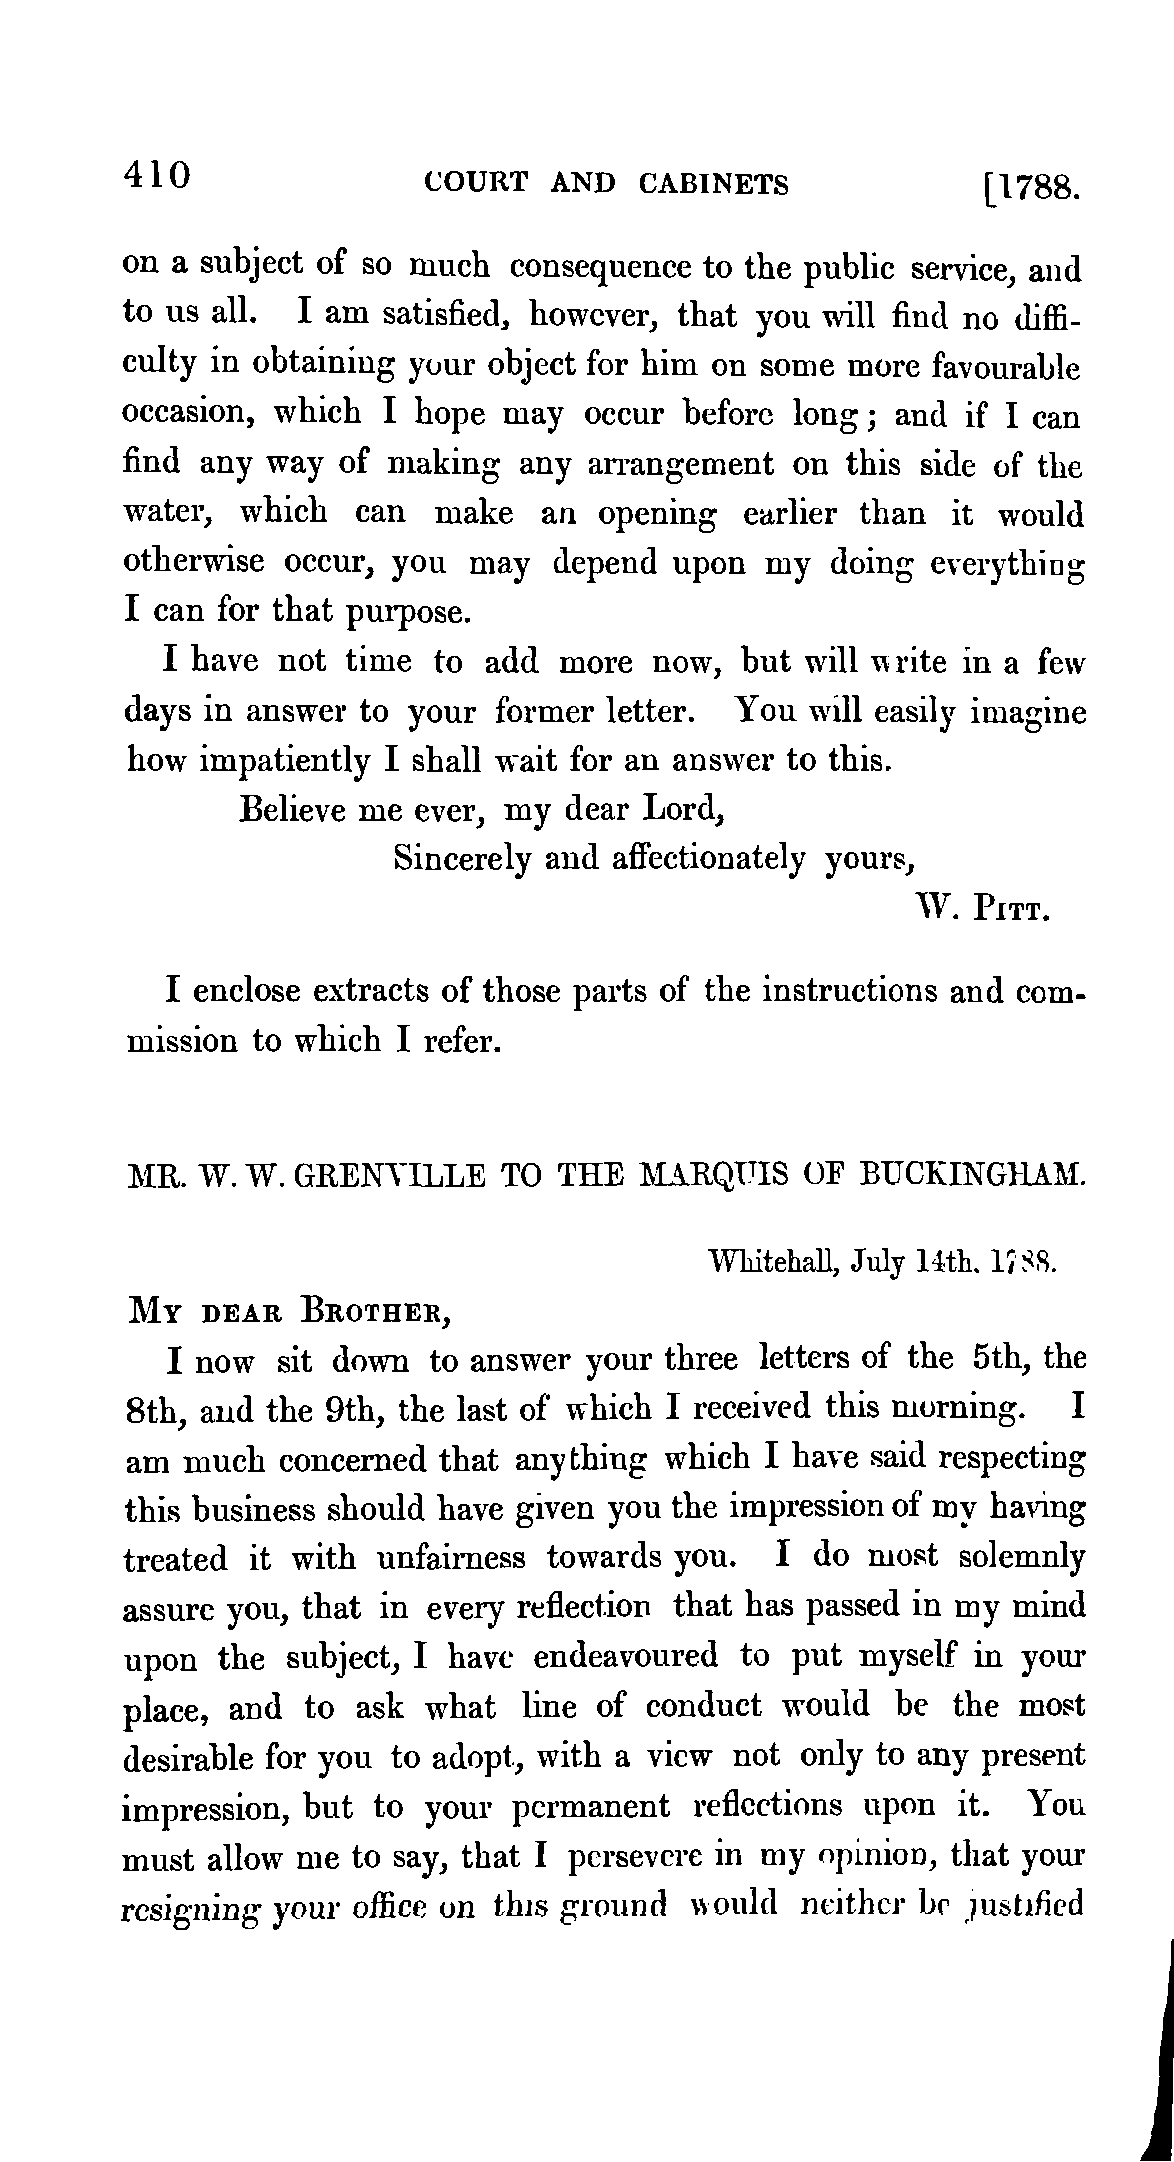 410 COURT AND CABINETS [1788.
on a subject of so much consequence to the public service, and
to us all. I am satisfied, however, that you will find no diffi-
culty in obtaining your object for him on some more favourable
occasion, which I hope may occur before long; and if I can
find any way of making any arrangement on this side of the
water, which can make an opening earlier than it would
otherwise occur, you may depend upon my doing everything
I can for that purpose.
I have not time to add more now, but will write in a few
days in answer to your former letter. You will easily imagine
how impatiently I shall wait for an answer to this.
Believe me ever, my dear Lord,
Sincerely and affectionately yours,
W. PITT.
I enclose extracts of those parts of the instructions and com-
mission to which I refer.
MR. W. W. GRENVILLE TO THE MARQUIS OF BUCKINGHAM.
Whitehall, July 14th. 1788.
MY DEAR BROTHER,
I now sit down to answer your three letters of the 5th, the
8th, and the 9th, the last of which I received this morning. I
am much concerned that anything which I have said respecting
this business should have given you the impression of my having
treated it with unfairness towards you. I do most solemnly
assure you, that in every reflection that has passed in my mind
upon the subject, I have endeavoured to put myself in your
place, and to ask what line of conduct would be the most
desirable for you to adopt, with a view not only to any present
impression, but to your permanent reflections upon it. You
must allow me to say, that I persevere in my opinion, that your
resigning your office on this ground would neither be justified